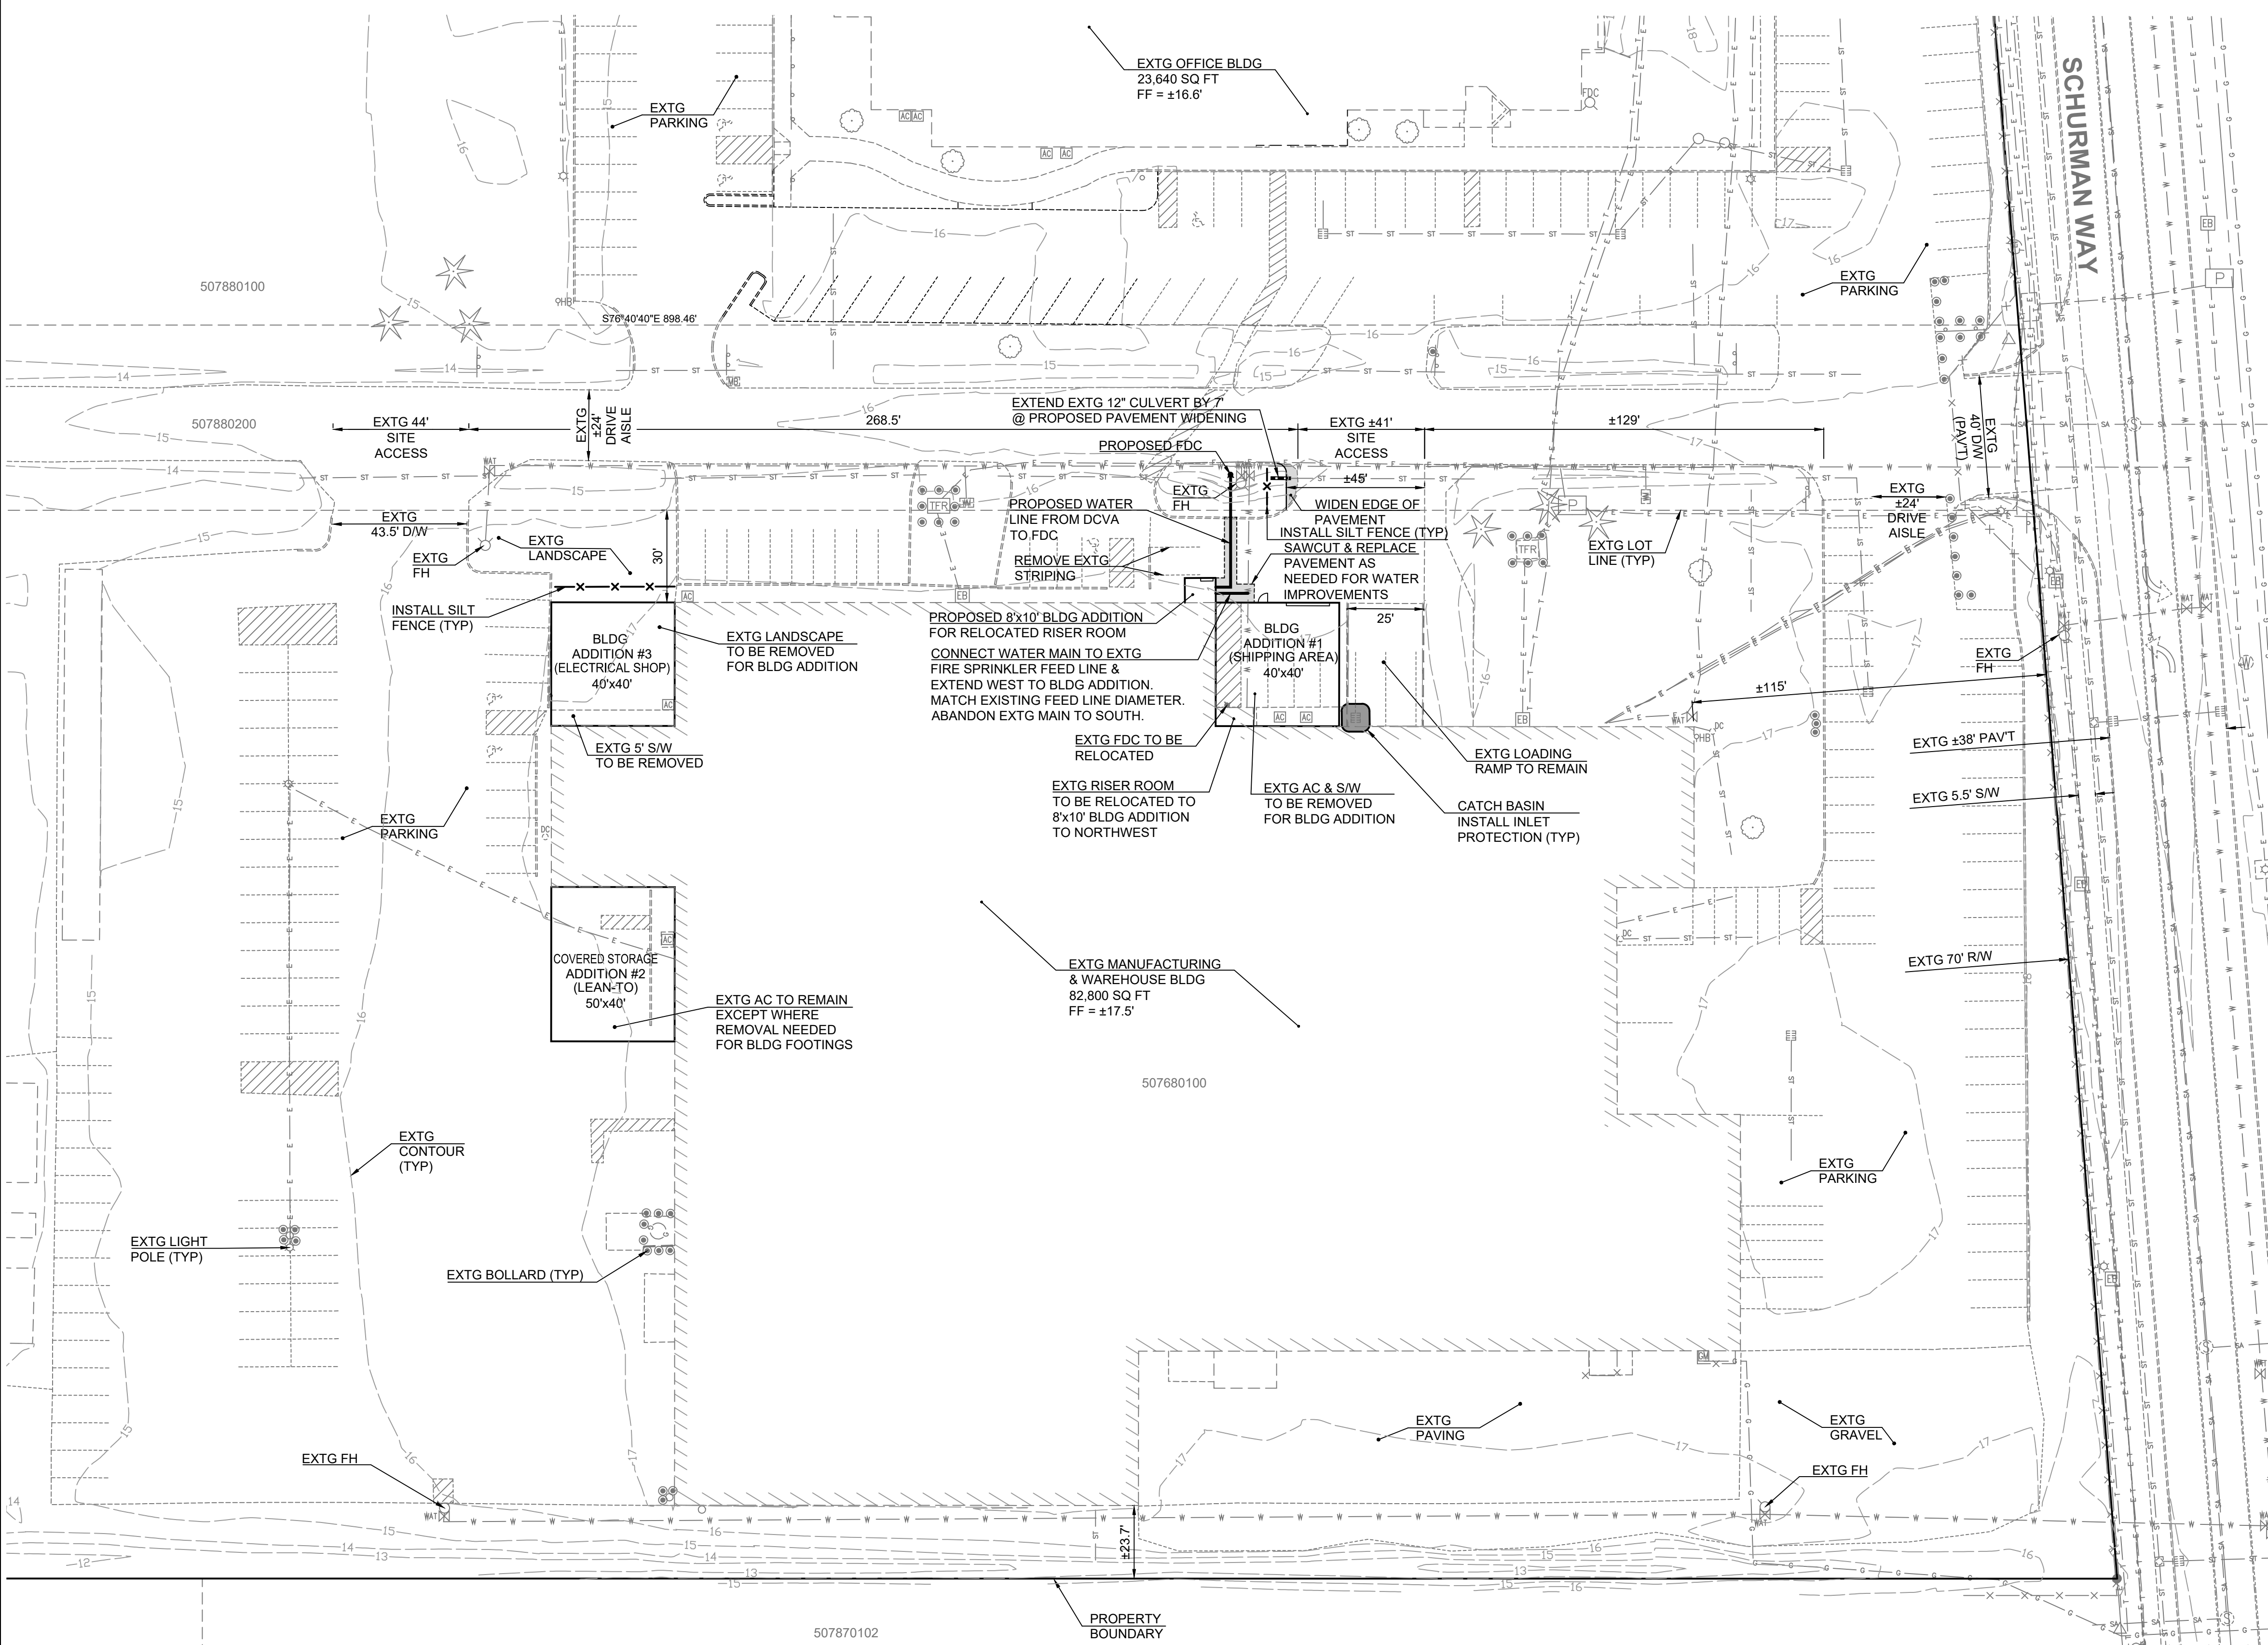 EXTG OFFICE BLDG
23,640 SQ FT
FF = ±16.6'
EXTG
PARKING
SCHURMAN WAY
FDC
EXTG
PARKING
507880100
S76°40'40"E 898.46'
507880200
EXTG 44'
SITE
ACCESS
EXTG
±24'
DRIVE
AISLE
268.5'
EXTEND EXTG 12" CULVERT BY 7'
@ PROPOSED PAVEMENT WIDENING
PROPOSED FDC
EXTG ±41'
SITE
ACCESS
±129'
EXTG
40' D/W
(PAV'T)
±45'
EXTG
FH
EXTG
43.5' D/W
EXTG
FH
EXTG
LANDSCAPE
30'
PROPOSED WATER
LINE FROM DCVA
TO FDC
REMOVE EXTG
STRIPING
WIDEN EDGE OF
PAVEMENT
INSTALL SILT FENCE (TYP)
SAWCUT & REPLACE
PAVEMENT AS
NEEDED FOR WATER
IMPROVEMENTS
EXTG LOT
LINE (TYP)
EXTG
±24'
DRIVE
AISLE
INSTALL SILT
FENCE (TYP)
BLDG
ADDITION #3
(ELECTRICAL SHOP)
40'x40'
EXTG LANDSCAPE
TO BE REMOVED
FOR BLDG ADDITION
PROPOSED 8'x10' BLDG ADDITION
FOR RELOCATED RISER ROOM
CONNECT WATER MAIN TO EXTG
FIRE SPRINKLER FEED LINE &
EXTEND WEST TO BLDG ADDITION.
MATCH EXISTING FEED LINE DIAMETER.
ABANDON EXTG MAIN TO SOUTH.
BLDG
ADDITION #1
(SHIPPING AREA)
40'x40'
25'
EXTG
FH
±115'
EXTG 5' S/W
TO BE REMOVED
EXTG FDC TO BE
RELOCATED
EXTG LOADING
RAMP TO REMAIN
EXTG ±38' PAV'T
EXTG RISER ROOM
TO BE RELOCATED TO
8'x10' BLDG ADDITION
TO NORTHWEST
EXTG AC & S/W
TO BE REMOVED
FOR BLDG ADDITION
CATCH BASIN
INSTALL INLET
PROTECTION (TYP)
EXTG 5.5' S/W
EXTG
PARKING
COVERED STORAGE
ADDITION #2
(LEAN-TO)
50'x40'
EXTG AC TO REMAIN
EXCEPT WHERE
REMOVAL NEEDED
FOR BLDG FOOTINGS
EXTG MANUFACTURING
& WAREHOUSE BLDG
82,800 SQ FT
FF = ±17.5'
EXTG 70' R/W
507680100
EXTG
CONTOUR
(TYP)
EXTG
PARKING
EXTG LIGHT
POLE (TYP)
EXTG BOLLARD (TYP)
EXTG
PAVING
EXTG
GRAVEL
EXTG FH
EXTG FH
±23.7'
PROPERTY
BOUNDARY
507870102